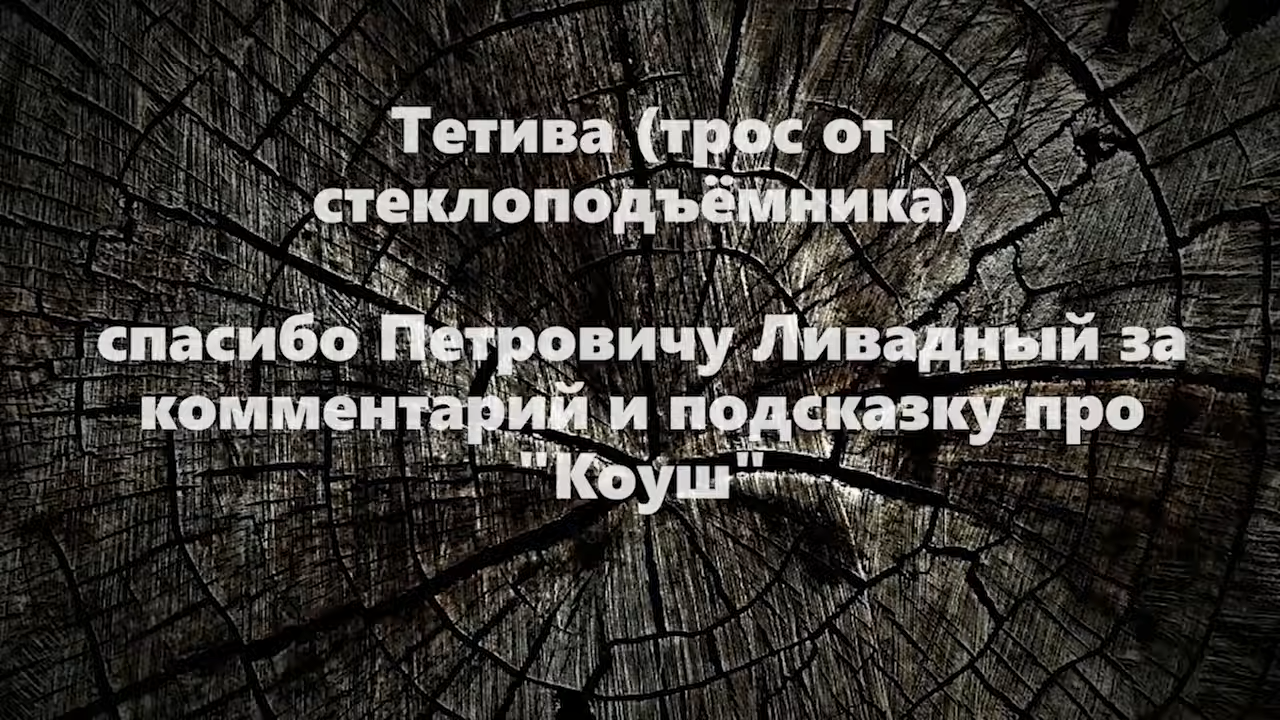 Тетива (трос от
стеклоподъёмника)
спасибо Петровичу Ливадный за
комментарий и подсказку про
"Коуш"